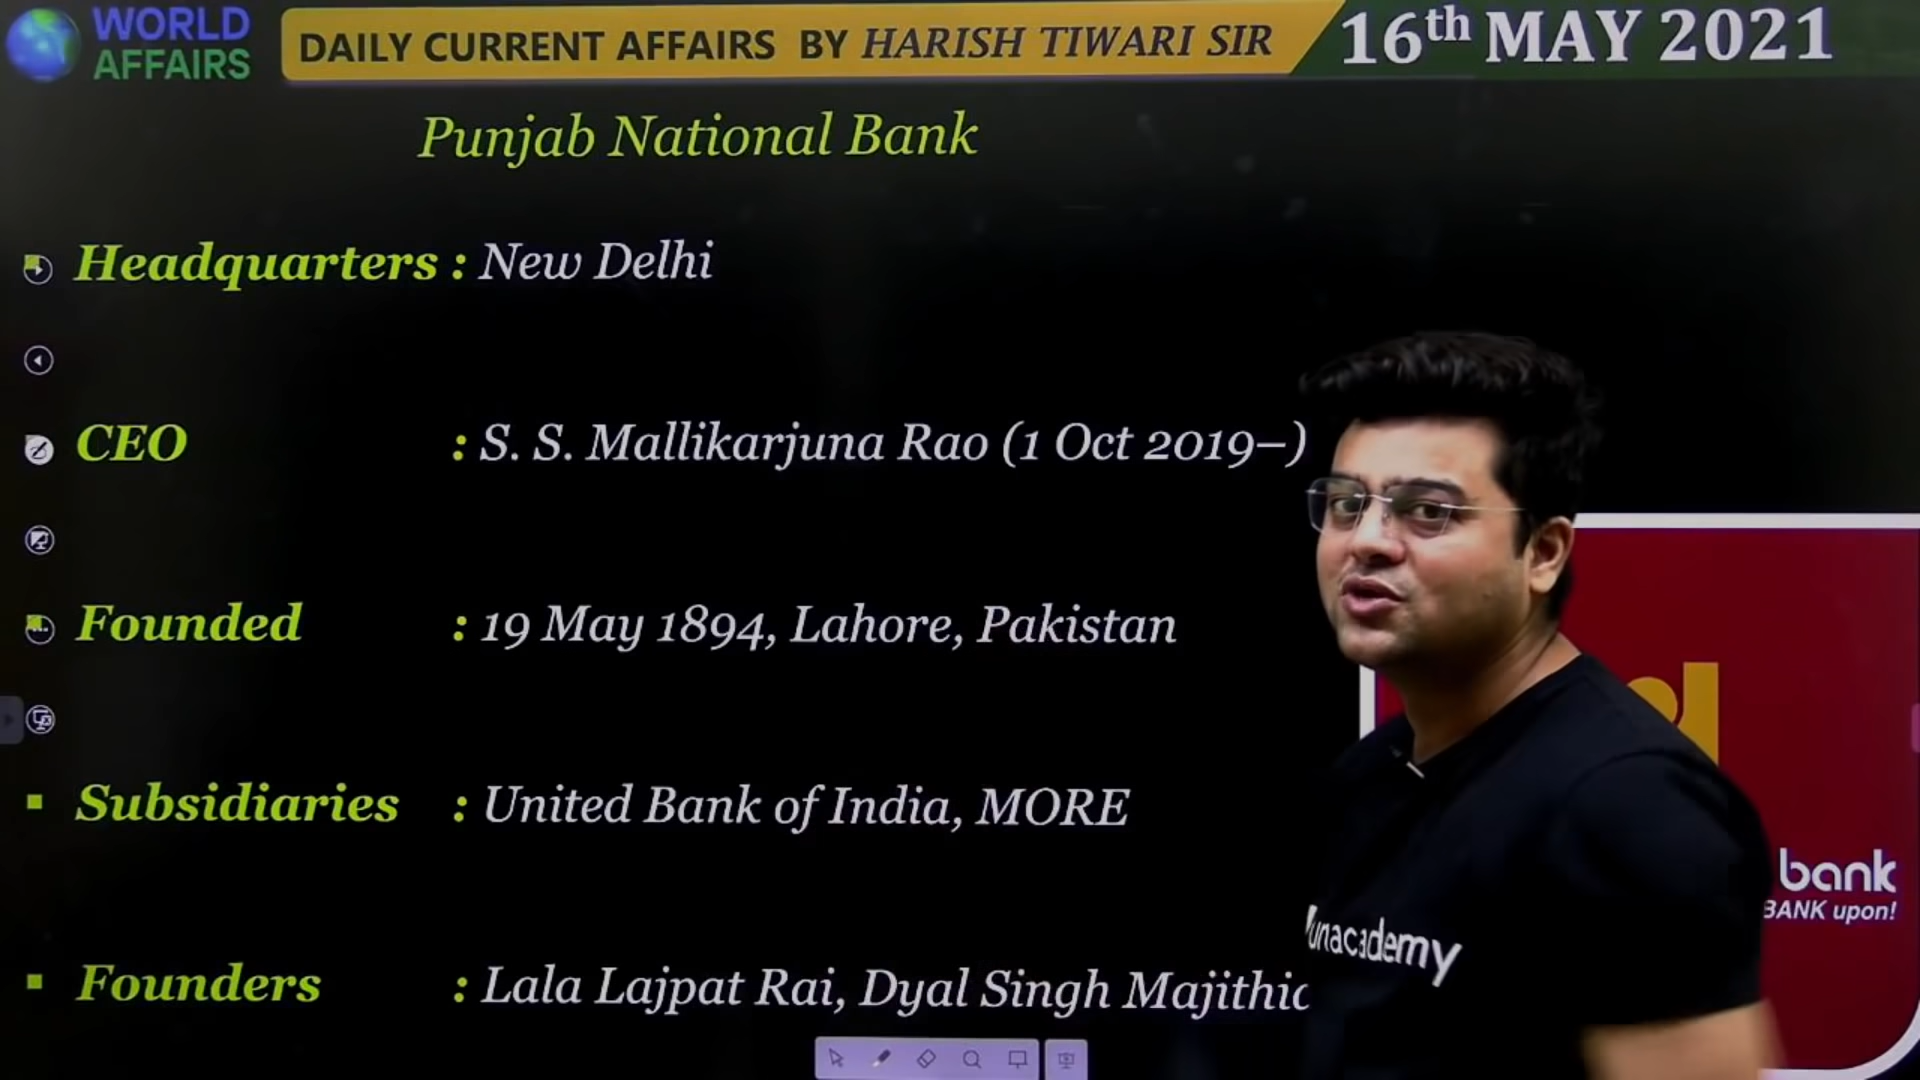 WORLD AFFAIRS
DAILY CURRENT AFFAIRS BY HARISH TIWARI SIR
16th MAY 2021
Punjab National Bank
Headquarters : New Delhi
CEO : S. S. Mallikarjuna Rao (1 Oct 2019–)
Founded : 19 May 1894, Lahore, Pakistan
Subsidiaries : United Bank of India, MORE
Founders : Lala Lajpat Rai, Dyal Singh
bank
BANK upon!
unacademy